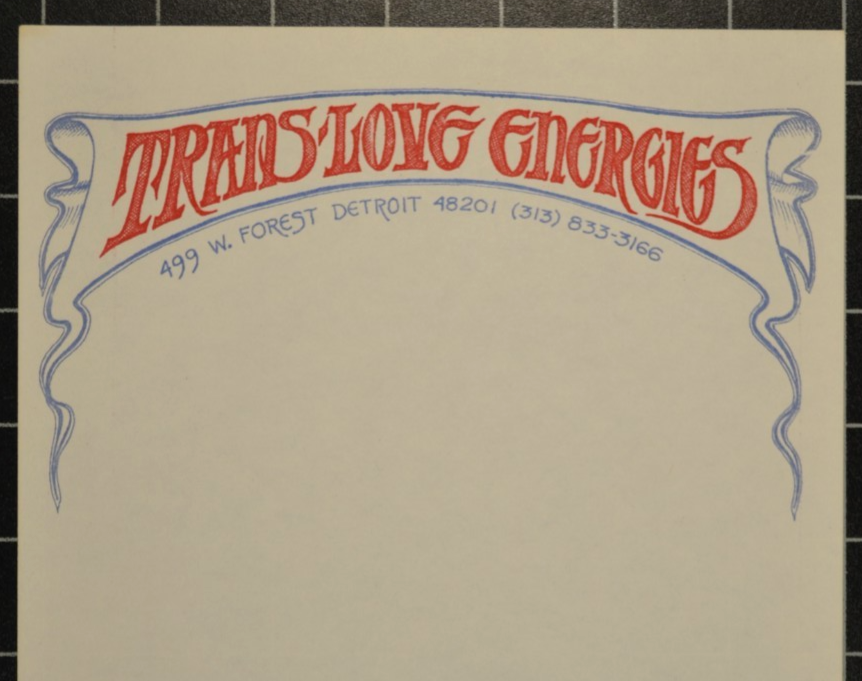 TRANS-LOVE ENERGIES
499 W. FOREST DETROIT 48201 (313) 833-3166